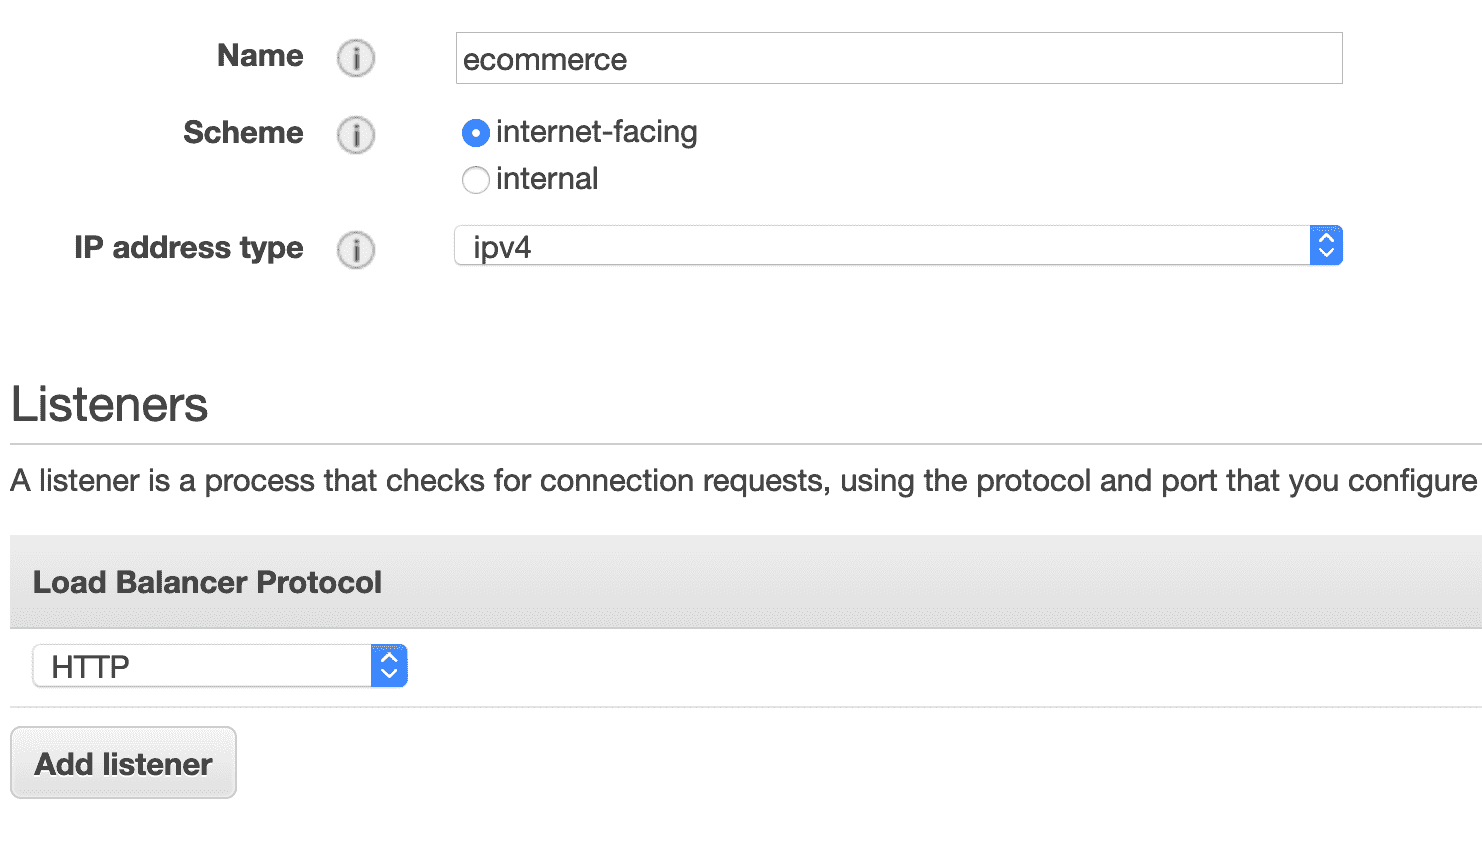 Name i ecommerce
Scheme i internet-facing
internal
IP address type i ipv4
Listeners
A listener is a process that checks for connection requests, using the protocol and port that you configure
Load Balancer Protocol
HTTP
Add listener